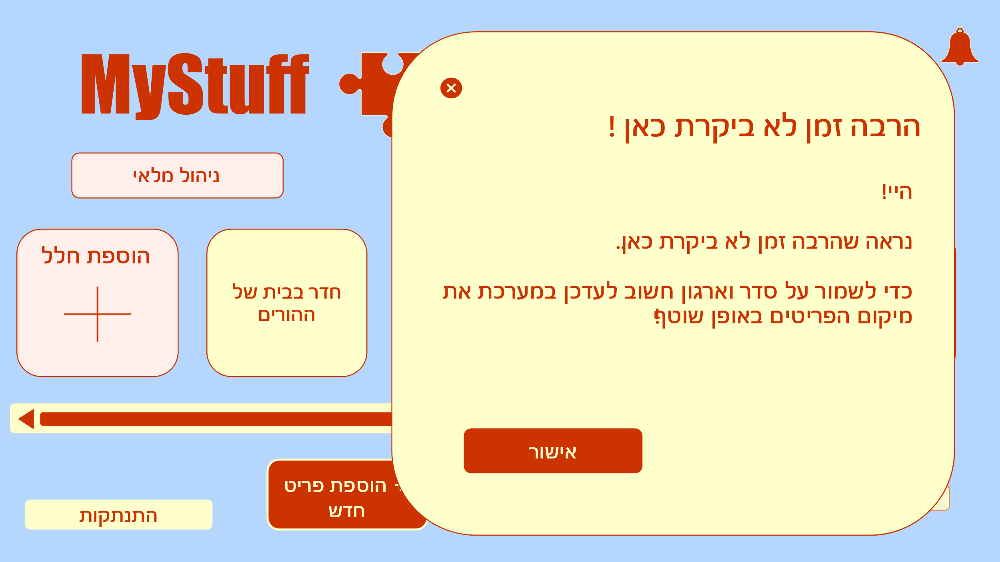 MyStuff
הרבה זמן לא ביקרת כאן !
היי!
נראה שהרבה זמן לא ביקרת כאן.
כדי לשמור על סדר וארגון חשוב לעדכן במערכת את
מיקום הפריטים באופן שוטף!
אישור
ניהול מלאי
חדר בבית של
ההורים
הוספת חלל
הוספת פריט
חדש
התנתקות